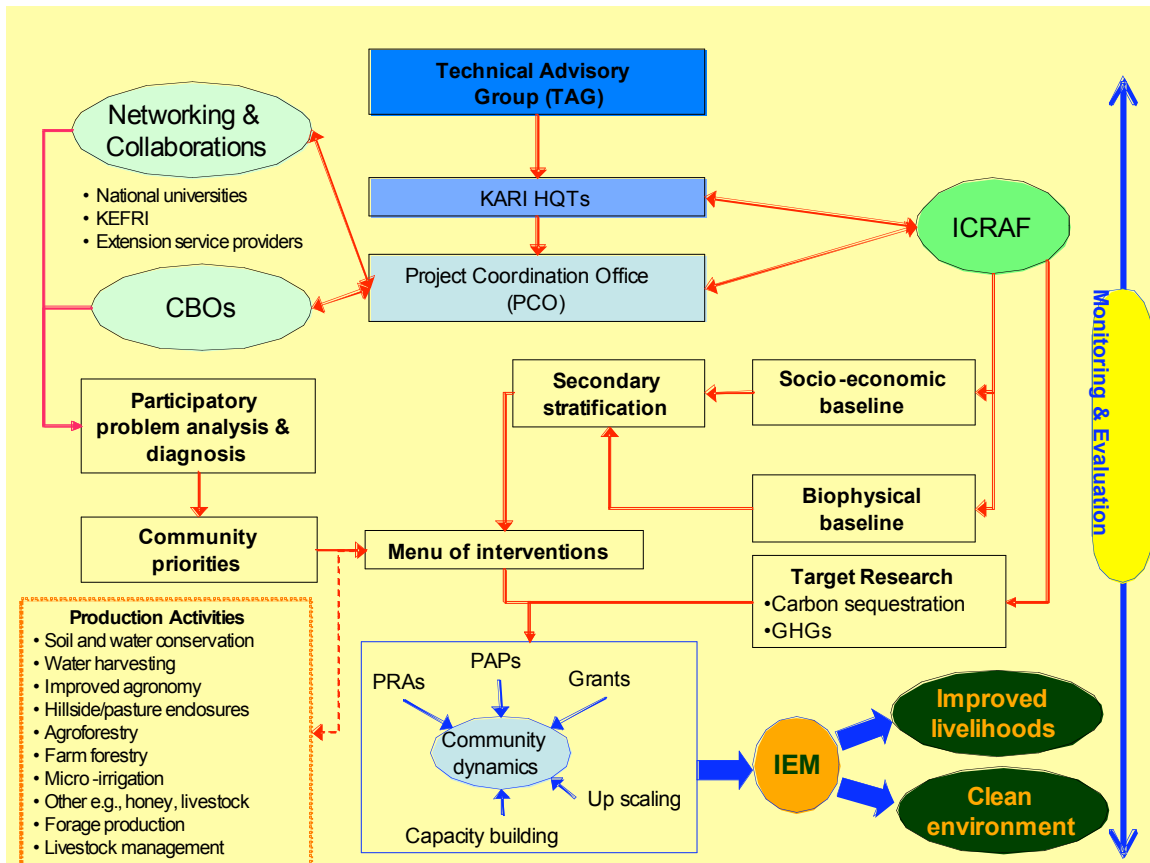 Technical Advisory
Group (TAG)
Networking &
Collaborations
• National universities
• KEFRI
• Extension service providers
KARI HQTs
ICRAF
Project Coordination Office
(PCO)
CBOs
Monitoring & Evaluation
Secondary
stratification
Socio-economic
baseline
Participatory
problem analysis &
diagnosis
Biophysical
baseline
Community
priorities
Menu of interventions
Target Research
•Carbon sequestration
•GHGs
Production Activities
• Soil and water conservation
• Water harvesting
• Improved agronomy
• Hillside/pasture enclosures
• Agroforestry
• Farm forestry
• Micro-irrigation
• Other e.g., honey, livestock
• Forage production
• Livestock management
PRAs
PAPs
Grants
Community
dynamics
Up scaling
Capacity building
IEM
Improved
livelihoods
Clean
environment